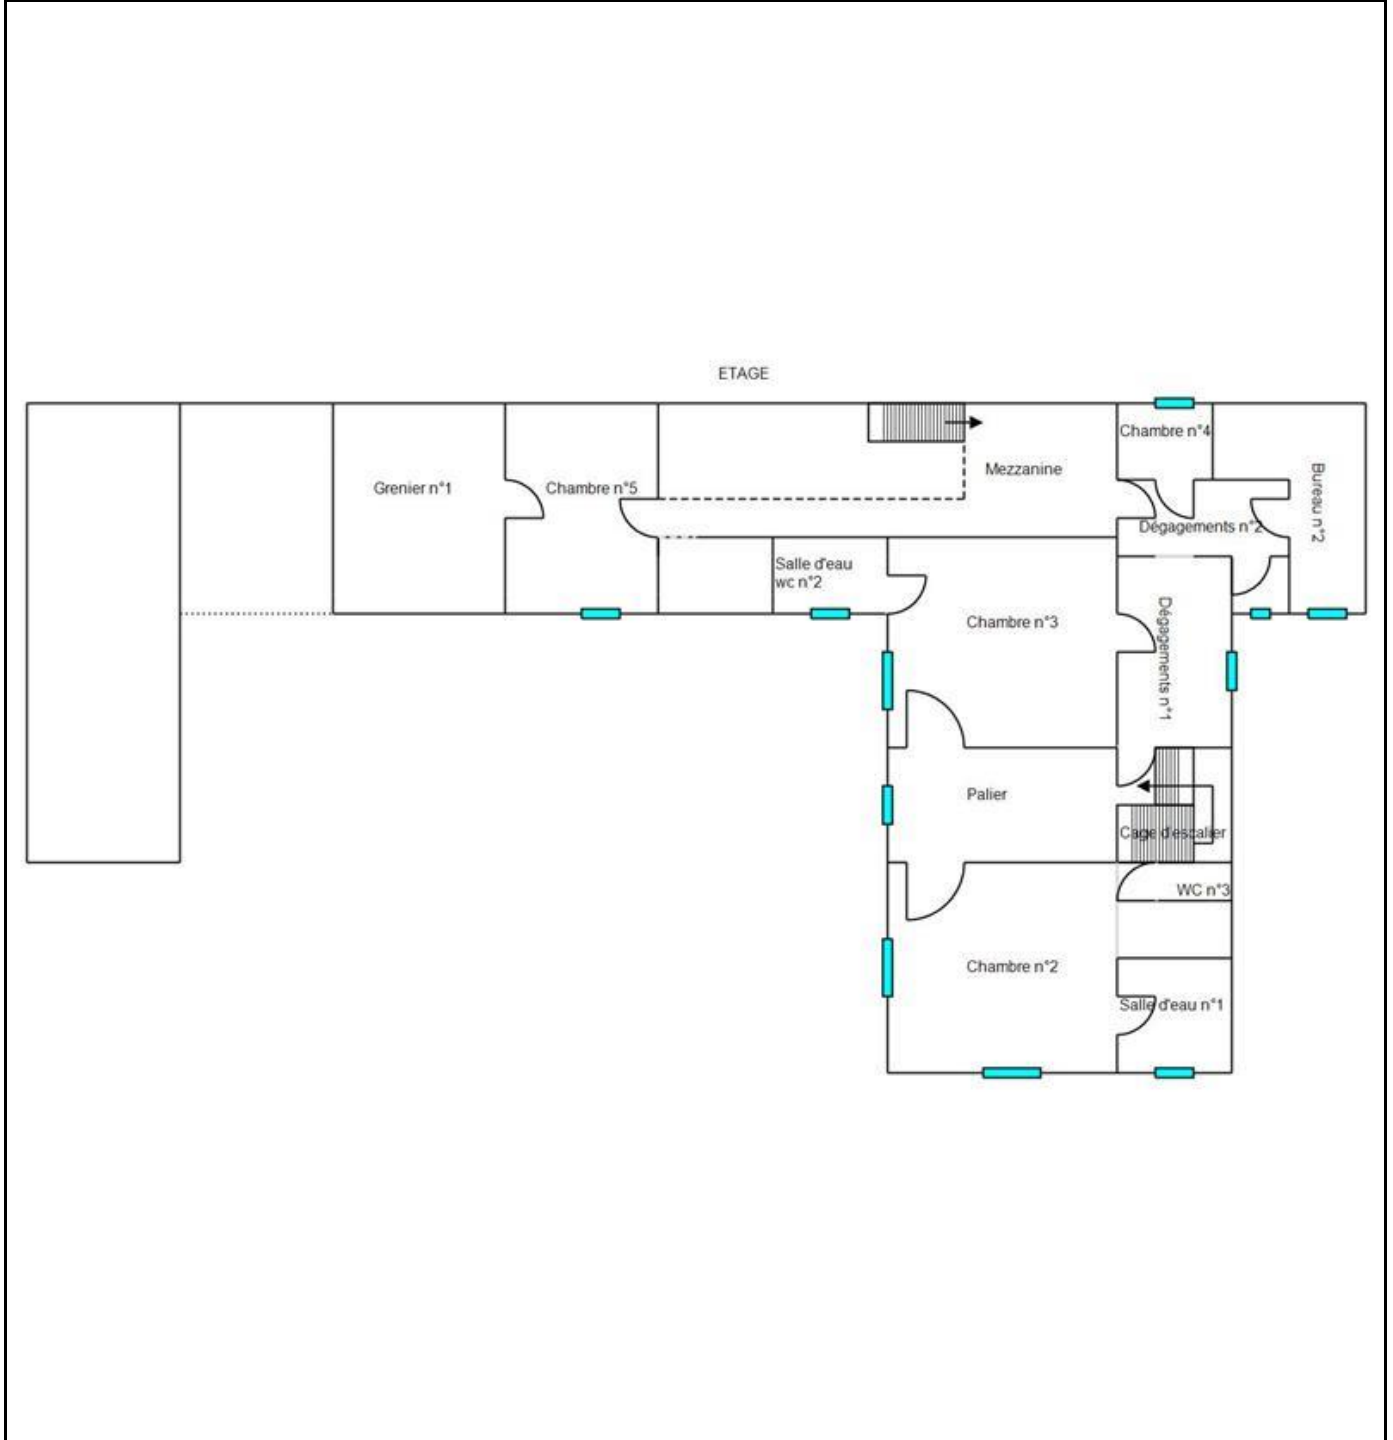 ETAGE
Chambre n°4
Mezzanine
Grenier n°1
Chambre n°5
Bureau n°2
Dégagements n°2
Salle d'eau
wc n°2
Chambre n°3
Dégagements n°1
Palier
Cage d'escalier
WC n°3
Chambre n°2
Salle d'eau n°1